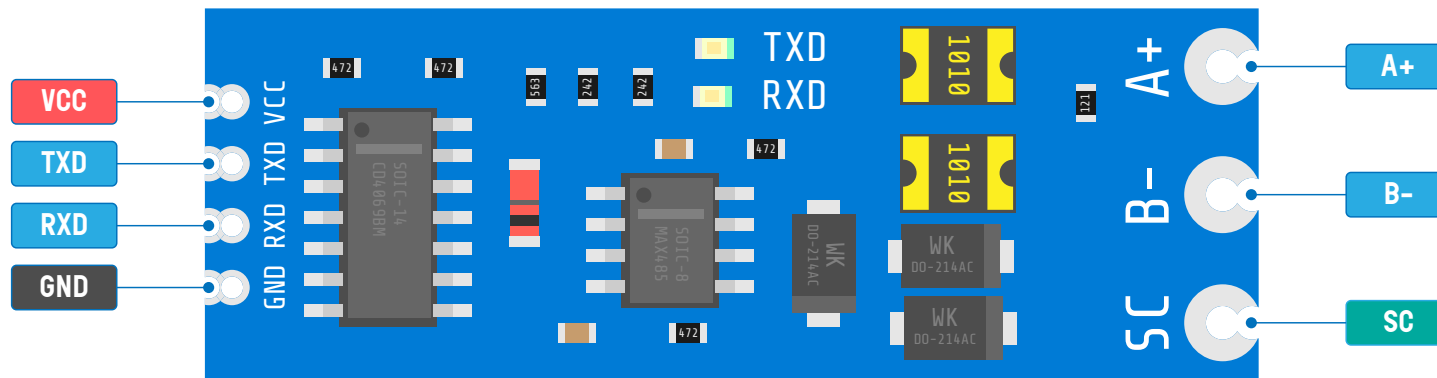 VCC
TXD
RXD
GND
VCC
TXD
RXD
GND
472
472
SOIC-14
CD4069BM
563
242
242
TXD
RXD
472
SOIC-8
MAX485
472
1010
1010
WK
DO-214AC
WK
DO-214AC
WK
DO-214AC
121
A+
B-
SC
A+
B-
SC